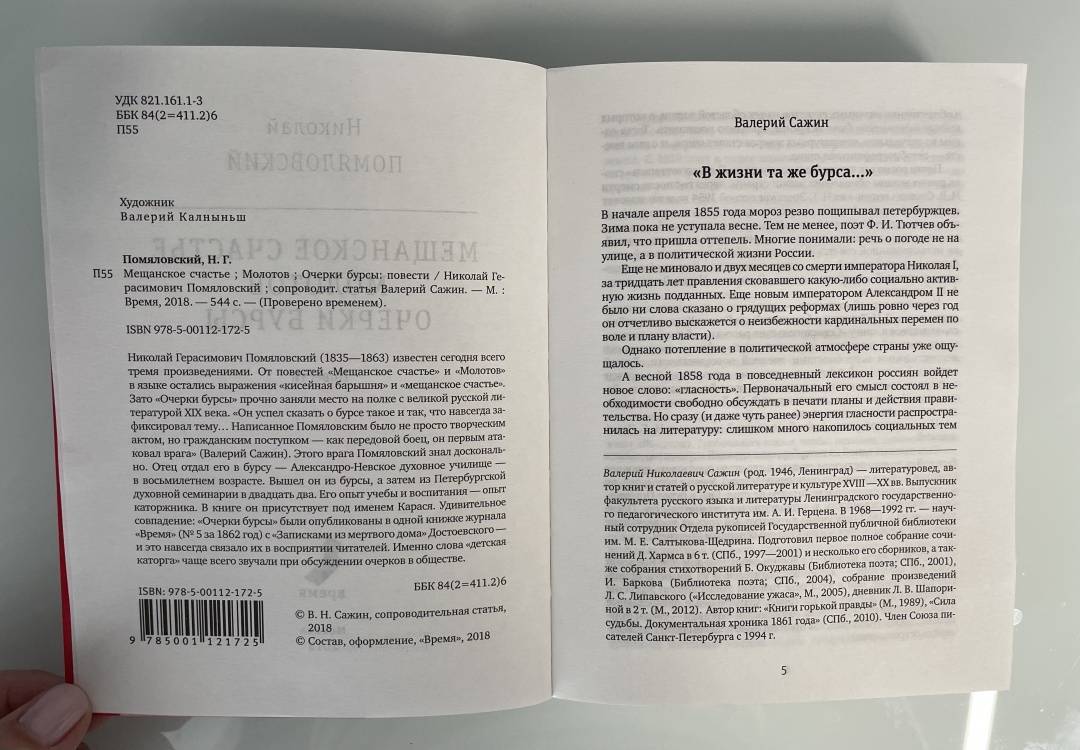 УДК 821.161.1-3
ББК 84(2=411.2)6
П55
Художник
Валерий Калныньш
Помяловский, Н. Г.
П55 Мещанское счастье ; Молотов ; Очерки бурсы: повести / Николай Ге-
расимович Помяловский ; сопроводит. статья Валерий Сажин. — М. :
Время, 2018. — 544 с. — (Проверено временем).
ISBN 978-5-00112-172-5
Николай Герасимович Помяловский (1835—1863) известен сегодня всего
тремя произведениями. От повестей «Мещанское счастье» и «Молотов»
в языке остались выражения «кисейная барышня» и «мещанское счастье».
Зато «Очерки бурсы» прочно заняли место на полке с великой русской ли-
тературой XIX века. «Он успел сказать о бурсе такое и так, что навсегда за-
фиксировал тему… Написанное Помяловским было не просто творческим
актом, но гражданским поступком — как передовой боец, он первым ата-
ковал врага» (Валерий Сажин). Этого врага Помяловский знал доскональ-
но. Отец отдал его в бурсу — Александро-Невское духовное училище —
в восьмилетнем возрасте. Вышел он из бурсы, а затем из Петербургской
духовной семинарии в двадцать два. Его опыт учебы и воспитания — опыт
каторжника. В книге он присутствует под именем Карася. Удивительное
совпадение: «Очерки бурсы» были опубликованы в одной книжке журнала
«Время» (№ 5 за 1862 год) с «Записками из мертвого дома» Достоевского —
и это навсегда связало их в восприятии читателей. Именно слова «детская
каторга» чаще всего звучали при обсуждении очерков в обществе.
ББК 84(2=411.2)6
ISBN: 978-5-00112-172-5
9 785001 121725
© В. Н. Сажин, сопроводительная статья,
2018
© Состав, оформление, «Время», 2018
Валерий Сажин
«В жизни та же бурса...»
В начале апреля 1855 года мороз резво пощипывал петербуржцев.
Зима пока не уступала весне. Тем не менее, поэт Ф. И. Тютчев объ-
явил, что пришла оттепель. Многие понимали: речь о погоде не на
улице, а в политической жизни России.
Еще не миновало и двух месяцев со смерти императора Николая I,
за тридцать лет правления сковавшего какую-либо социально актив-
ную жизнь подданных. Еще новым императором Александром II не
было ни слова сказано о грядущих реформах (лишь ровно через год
он отчетливо выскажется о неизбежности кардинальных перемен по
воле и плану власти).
Однако потепление в политической атмосфере страны уже ощу-
щалось.
А весной 1858 года в повседневный лексикон россиян войдет
новое слово: «гласность». Первоначальный его смысл состоял в не-
обходимости свободно обсуждать в печати планы и действия прави-
тельства. Но сразу (и даже чуть ранее) энергия гласности распростра-
нилась на литературу: слишком много накопилось социальных тем
Валерий Николаевич Сажин (род. 1946, Ленинград) — литературовед, ав-
тор книг и статей о русской литературе и культуре XVIII —XX вв. Выпускник
факультета русского языка и литературы Ленинградского государственно-
го педагогического института им. А. И. Герцена. В 1968—1992 гг. — науч-
ный сотрудник Отдела рукописей Государственной публичной библиотеки
им. М. Е. Салтыкова-Щедрина. Подготовил первое полное собрание сочи-
нений Д. Хармса в 6 т. (СПб., 1997—2001) и несколько его сборников, а так-
же собрания стихотворений Б. Окуджавы (Библиотека поэта; СПб., 2001),
И. Баркова (Библиотека поэта; СПб., 2004), собрание произведений
Л. С. Липавского («Исследование ужаса», М., 2005), дневник Л. В. Шапори-
ной в 2 т. (М., 2012). Автор книг: «Книги горькой правды» (М., 1989), «Сила
судьбы. Документальная хроника 1861 года» (СПб., 2010). Член Союза пи-
сателей Санкт-Петербурга с 1994 г.
5